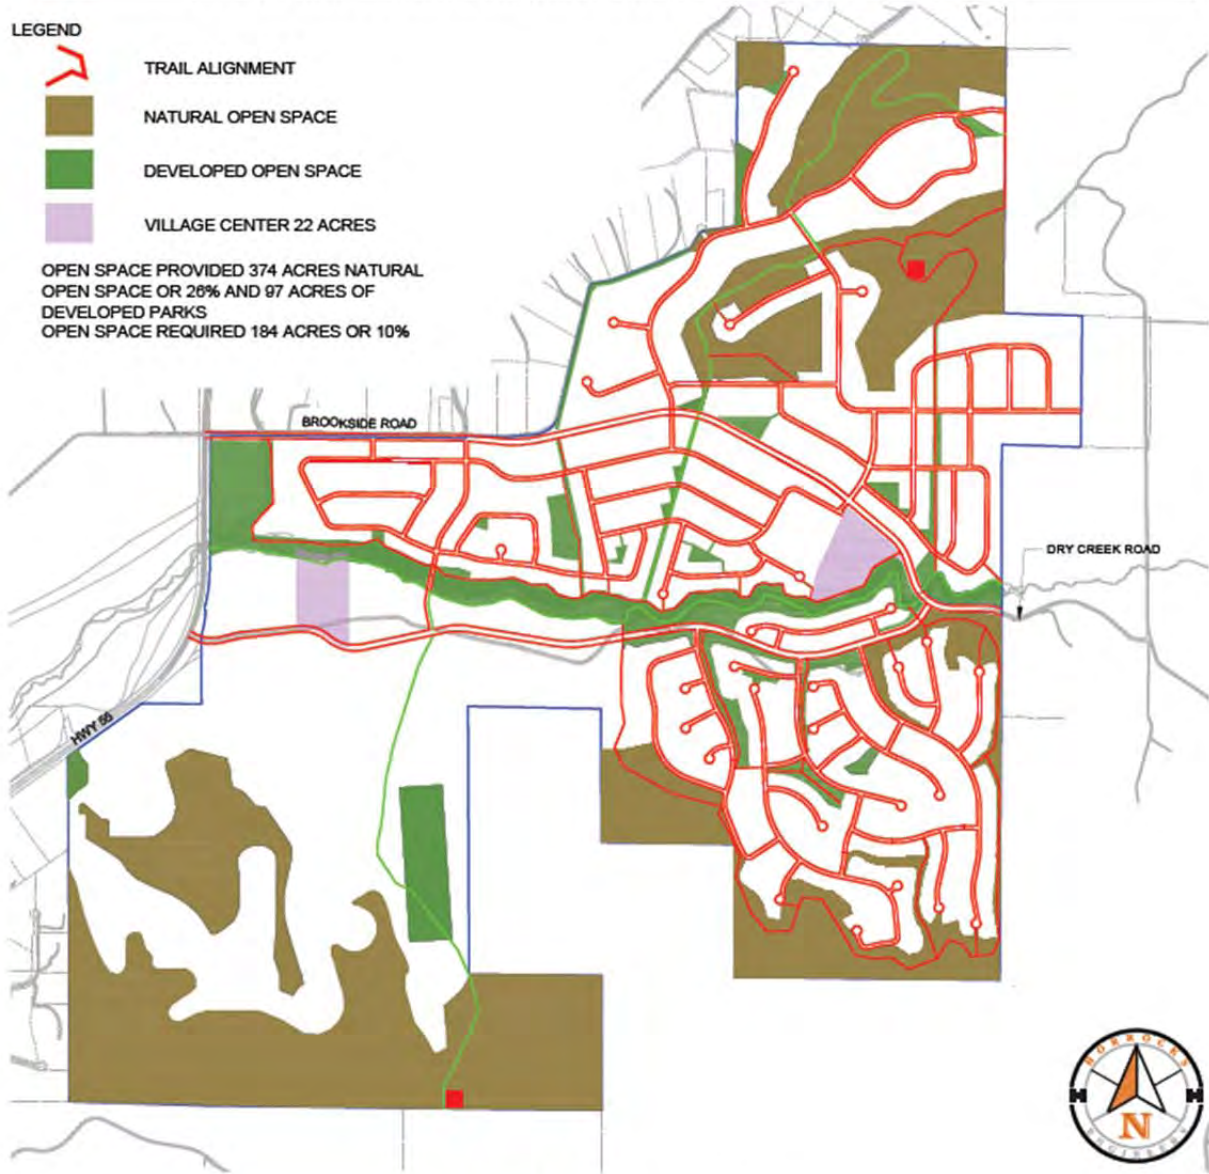 LEGEND
TRAIL ALIGNMENT
NATURAL OPEN SPACE
DEVELOPED OPEN SPACE
VILLAGE CENTER 22 ACRES
OPEN SPACE PROVIDED 374 ACRES NATURAL
OPEN SPACE OR 26% AND 97 ACRES OF
DEVELOPED PARKS
OPEN SPACE REQUIRED 184 ACRES OR 10%
BROOKSIDE ROAD
DRY CREEK ROAD
HWY 55
HORROCKS
H H
N
ENGINEERS